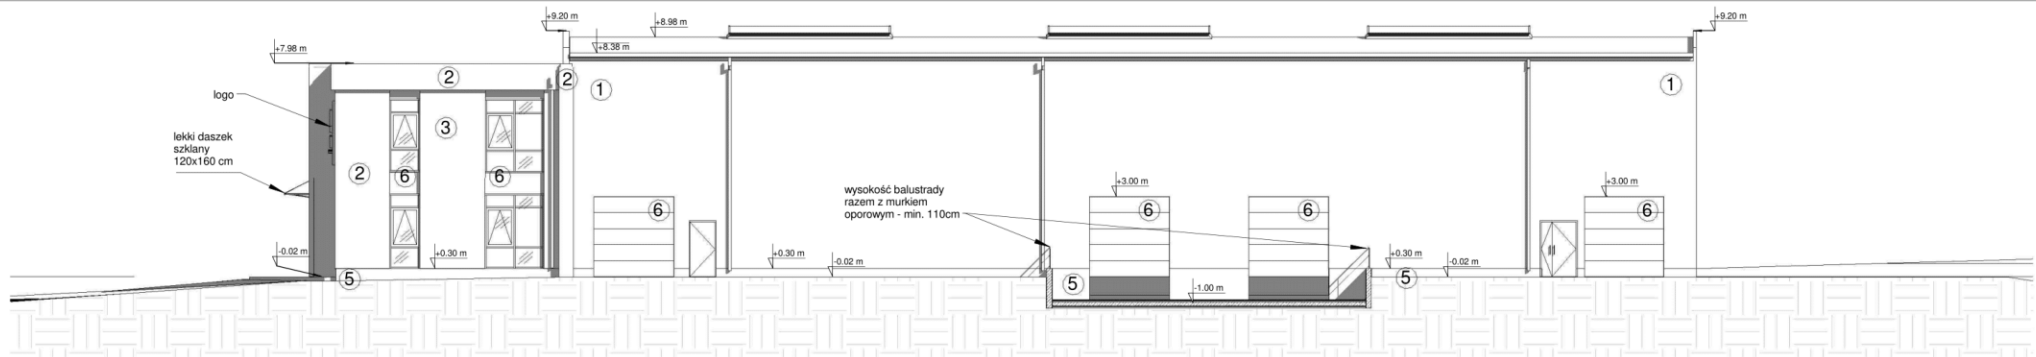 +9.20 m
+8.98 m
+9.20 m
+8.38 m
+7.98 m
2
2
1
1
logo
3
lekki daszek
szklany
120x160 cm
2
6
6
wysokość balustrady
razem z murkiem
oporowym - min. 110cm
+3.00 m
+3.00 m
6
6
6
6
-0.02 m
+0.30 m
+0.30 m
-0.02 m
+0.30 m
-0.02 m
5
5
5
-1.00 m